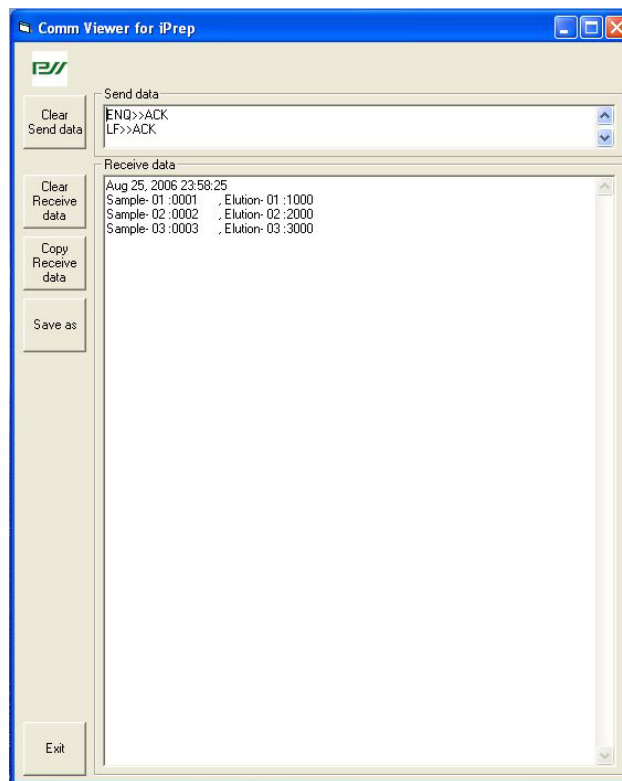 Comm Viewer for iPrep
Clear
Send data
Send data
ENQ>>ACK
LF>>ACK
Clear
Receive
data
Copy
Receive
data
Save as
Exit
Receive data
Aug 25, 2006 23:58:25
Sample- 01 :0001 , Elution- 01 :1000
Sample- 02 :0002 , Elution- 02 :2000
Sample- 03 :0003 , Elution- 03 :3000